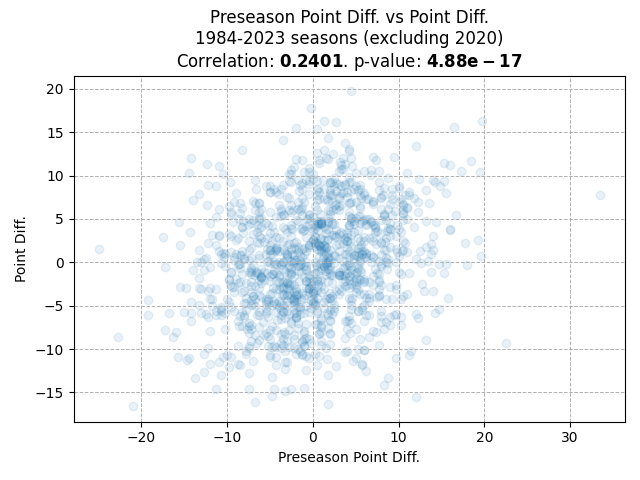 Preseason Point Diff. vs Point Diff.
1984-2023 seasons (excluding 2020)
Correlation: 0.2401. p-value: 4.88e − 17
20
15
10
5
0
−5
−10
−15
Point Diff.
−20
−10
0
10
20
30
Preseason Point Diff.